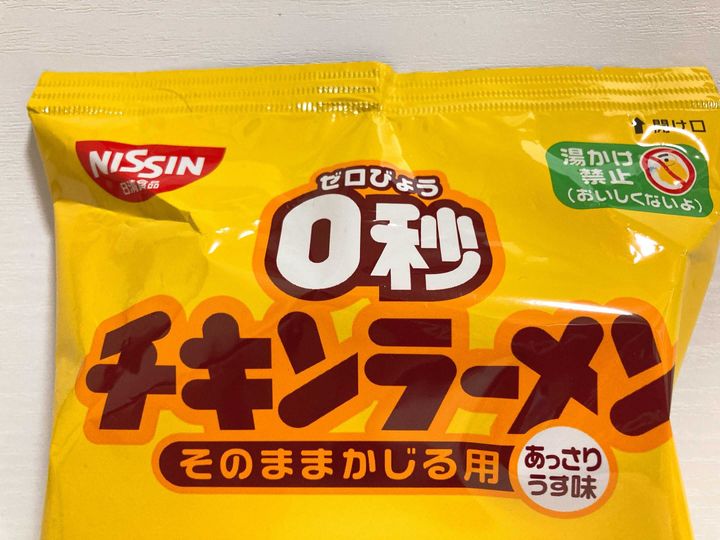 開け口
NISSIN
日清食品
湯かけ
禁止
(おいしくないよ)
ゼロびょう
0秒
チキンラーメン
そのままかじる用
あっさり
うす味